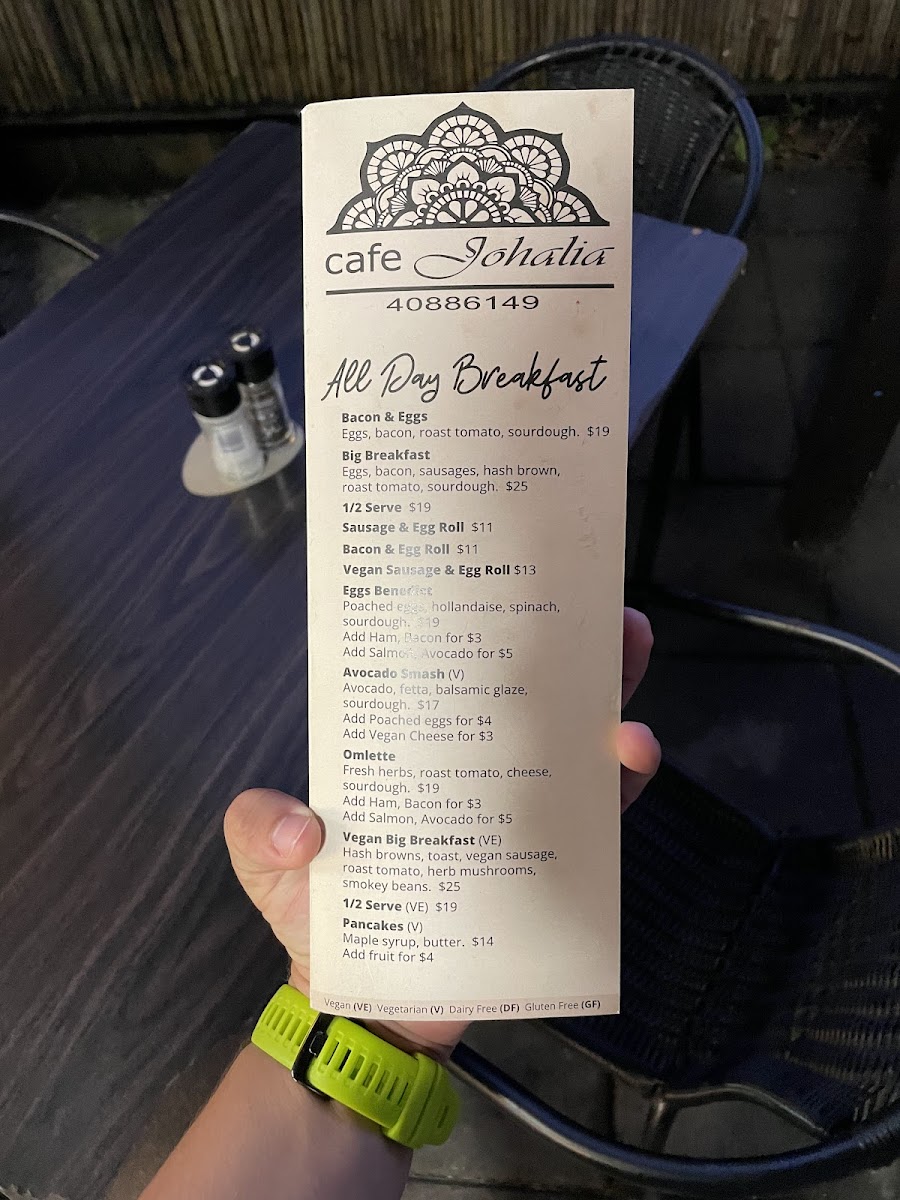 cafe Johalia
40886149
All Day Breakfast
Bacon & Eggs
Eggs, bacon, roast tomato, sourdough. $19
Big Breakfast
Eggs, bacon, sausages, hash brown,
roast tomato, sourdough. $25
1/2 Serve $19
Sausage & Egg Roll $11
Bacon & Egg Roll $11
Vegan Sausage & Egg Roll $13
Eggs Benedict
Poached eggs, hollandaise, spinach,
sourdough. $19
Add Ham, Bacon for $3
Add Salmon, Avocado for $5
Avocado Smash (V)
Avocado, fetta, balsamic glaze,
sourdough. $17
Add Poached eggs for $4
Add Vegan Cheese for $3
Omlette
Fresh herbs, roast tomato, cheese,
sourdough. $19
Add Ham, Bacon for $3
Add Salmon, Avocado for $5
Vegan Big Breakfast (VE)
Hash browns, toast, vegan sausage,
roast tomato, herb mushrooms,
smokey beans. $25
1/2 Serve (VE) $19
Pancakes (V)
Maple syrup, butter. $14
Add fruit for $4
Vegan (VE) Vegetarian (V) Dairy Free (DF) Gluten Free (GF)